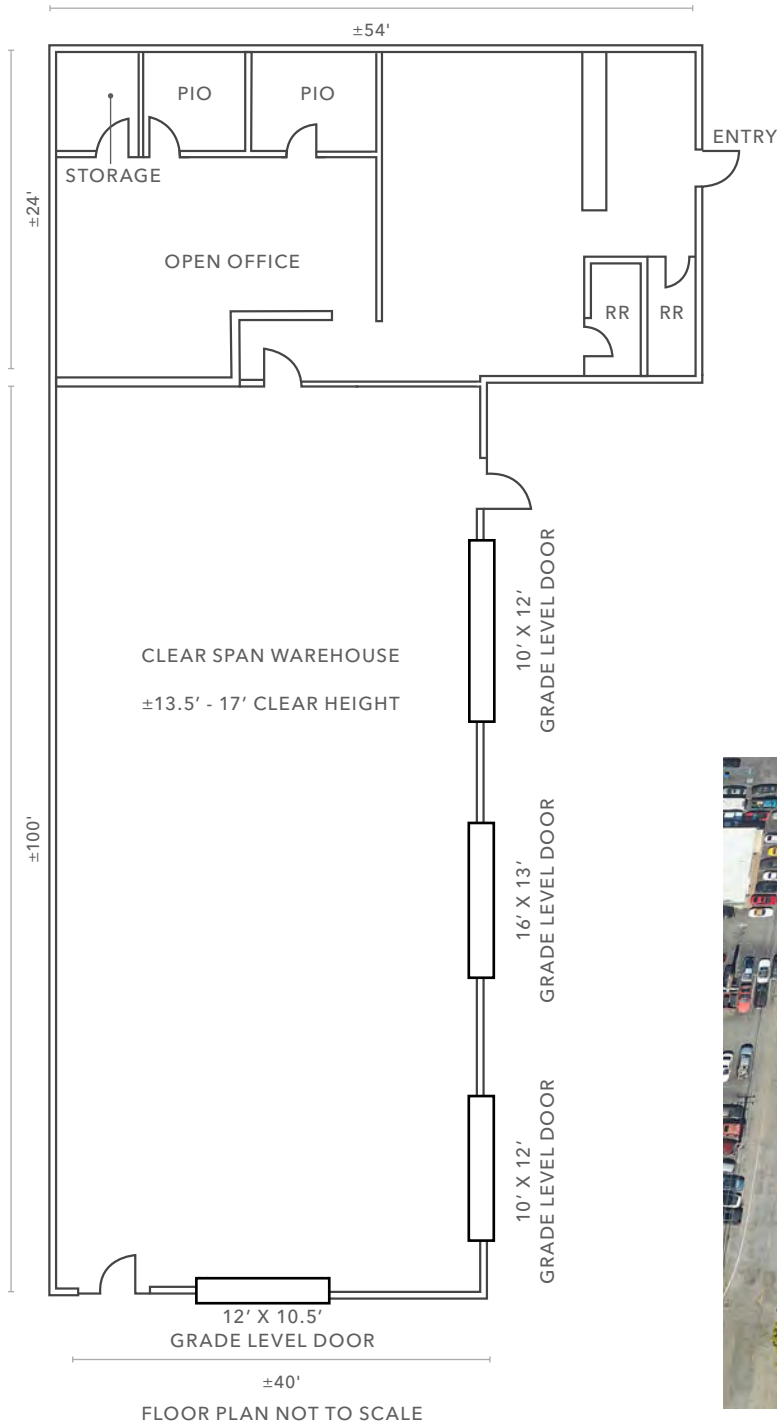 ±54'
PIO
PIO
ENTRY
STORAGE
±24'
OPEN OFFICE
RR
RR
10' X 12'
GRADE LEVEL DOOR
CLEAR SPAN WAREHOUSE
±13.5' - 17' CLEAR HEIGHT
±100'
16' X 13'
GRADE LEVEL DOOR
10' X 12'
GRADE LEVEL DOOR
12' X 10.5'
GRADE LEVEL DOOR
±40'
FLOOR PLAN NOT TO SCALE